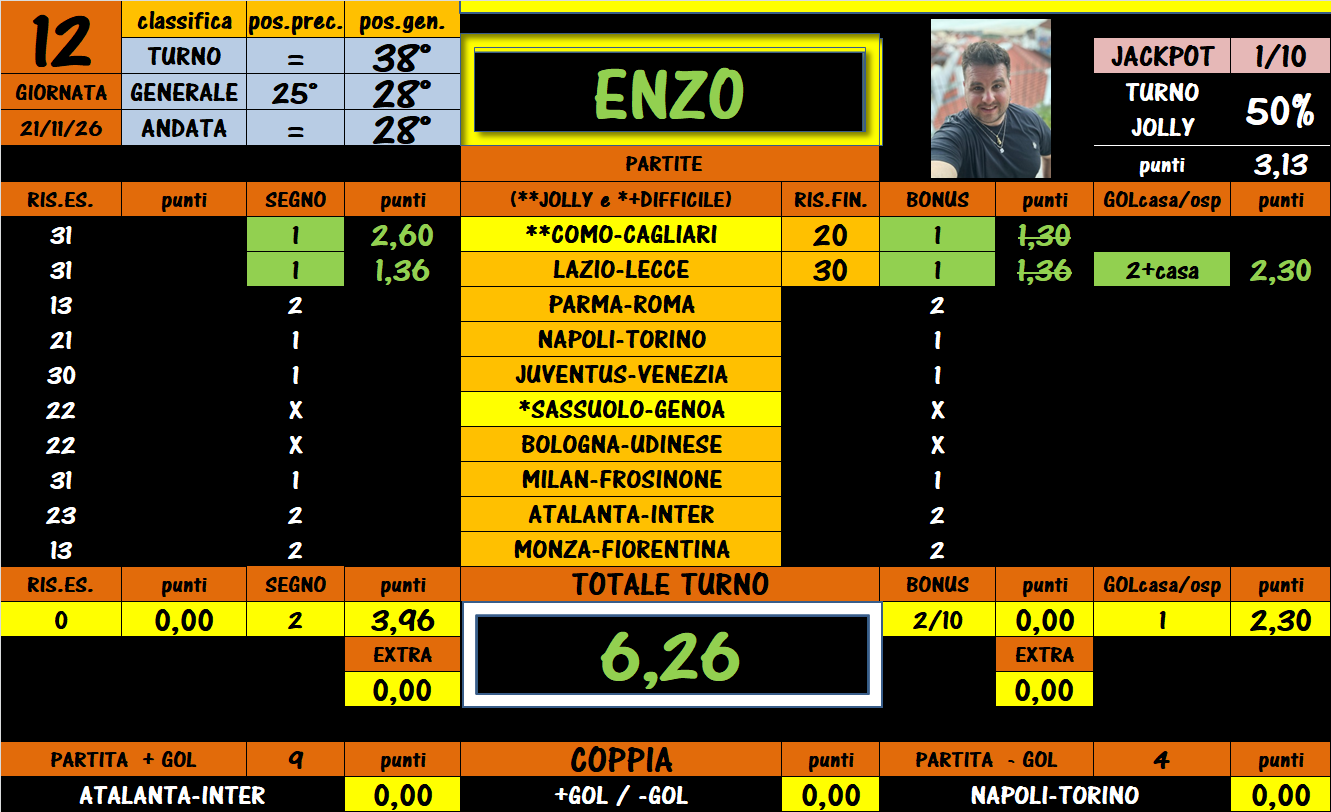 12 classifica pos.prec. pos.gen.
TURNO = 38°
GIORNATA GENERALE 25° 28°
21/11/26 ANDATA = 28°
ENZO
JACKPOT 1/10
TURNO JOLLY 50%
punti 3,13
PARTITE
RIS.ES. punti SEGNO punti (**JOLLY e *+DIFFICILE) RIS.FIN. BONUS punti GOLcasa/osp punti
31 1 2,60 **COMO-CAGLIARI 20 1 1,30
31 1 1,36 LAZIO-LECCE 30 1 1,36 2+casa 2,30
13 2 PARMA-ROMA 2
21 1 NAPOLI-TORINO 1
30 1 JUVENTUS-VENEZIA 1
22 X *SASSUOLO-GENOA X
22 X BOLOGNA-UDINESE X
31 1 MILAN-FROSINONE 1
23 2 ATALANTA-INTER 2
13 2 MONZA-FIORENTINA 2
RIS.ES. punti SEGNO punti TOTALE TURNO BONUS punti GOLcasa/osp punti
0 0,00 2 3,96 6,26 2/10 0,00 1 2,30
EXTRA EXTRA
0,00 0,00
PARTITA + GOL 9 punti COPPIA punti PARTITA - GOL 4 punti
ATALANTA-INTER 0,00 +GOL / -GOL 0,00 NAPOLI-TORINO 0,00